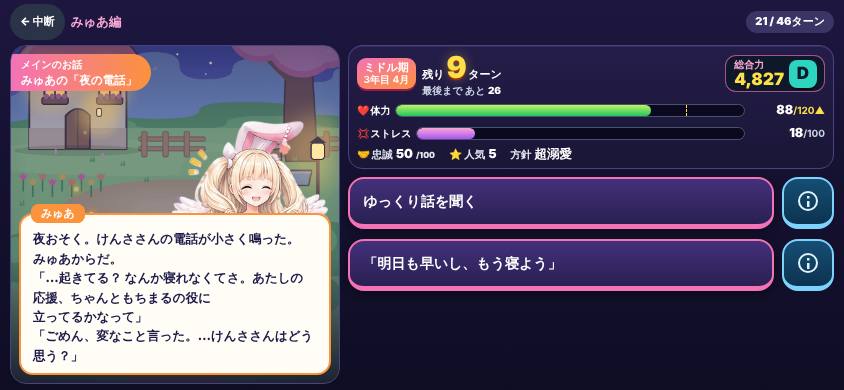 ← 中断
みゅあ編
21 / 46ターン
メインのお話
みゅあの「夜の電話」
みゅあ
夜おそく。けんささんの電話が小さく鳴った。
みゅあからだ。
「…起きてる? なんか寝れなくてさ。あたしの
応援、ちゃんともちまるの役に
立ってるかなって」
「ごめん、変なこと言った。…けんささんはどう
思う?」
ミドル期
3年目 4月
残り 9 ターン
最後まで あと 26
総合力
4,827 D
体力 88/120▲
ストレス 18/100
忠誠 50 /100 人気 5 方針 超溺愛
ゆっくり話を聞く
「明日も早いし、もう寝よう」